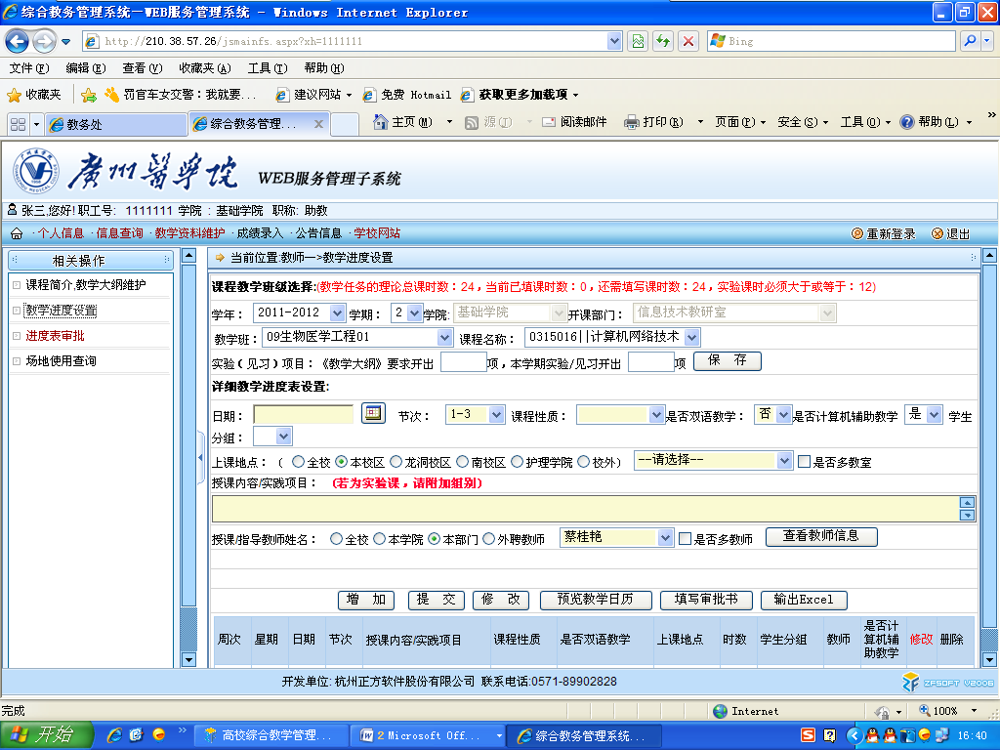 综合教务管理系统－WEB服务管理系统 - Windows Internet Explorer
http://210.38.57.26/jsmainfs.aspx?xh=1111111 Bing
文件(F) 编辑(E) 查看(V) 收藏夹(A) 工具(T) 帮助(H)
收藏夹 罚官车女交警：我就要... 建议网站 免费 Hotmail 获取更多加载项
教务处 综合教务管理... 主页(M) 源(J) 阅读邮件 打印(R) 页面(P) 安全(S) 工具(O) 帮助(L) »
廣州醫學院 WEB服务管理子系统
张三,您好! 职工号: 1111111 学院 : 基础学院 职称: 助教
·个人信息 ·信息查询 ·教学资料维护 ·成绩录入 ·公告信息 ·学校网站 重新登录 退出
相关操作
课程简介,教学大纲维护
教学进度设置
进度表审批
场地使用查询
当前位置:教师一>教学进度设置
课程教学班级选择:(教学任务的理论总课时数：24，当前已填课时数：0，还需填写课时数：24，实验课时必须大于或等于：12)
学年： 2011-2012 学期： 2 学院: 基础学院 开课部门： 信息技术教研室
教学班: 09生物医学工程01 课程名称： 0315016||计算机网络技术
实验（见习）项目：《教学大纲》要求开出 项，本学期实验/见习开出 项 保 存
详细教学进度表设置:
日期： 节次： 1-3 课程性质： 是否双语教学： 否 是否计算机辅助教学 是 学生
分组：
上课地点：（ 全校 本校区 龙洞校区 南校区 护理学院 校外） --请选择-- 是否多教室
授课内容/实践项目： （若为实验课，请附加组别）
授课/指导教师姓名： 全校 本学院 本部门 外聘教师 蔡桂艳 是否多教师 查看教师信息
增 加 提 交 修 改 预览教学日历 填写审批书 输出Excel
周次 星期 日期 节次 授课内容/实践项目 课程性质 是否双语教学 上课地点 时数 学生分组 教师 是否计算机辅助教学 修改 删除
开发单位: 杭州正方软件股份有限公司 联系电话:0571-89902828 ZFSOFT V2006
完成 Internet 100%
开始 » 高校综合教学管理... 2 Microsoft Off... 综合教务管理系统... 16:40